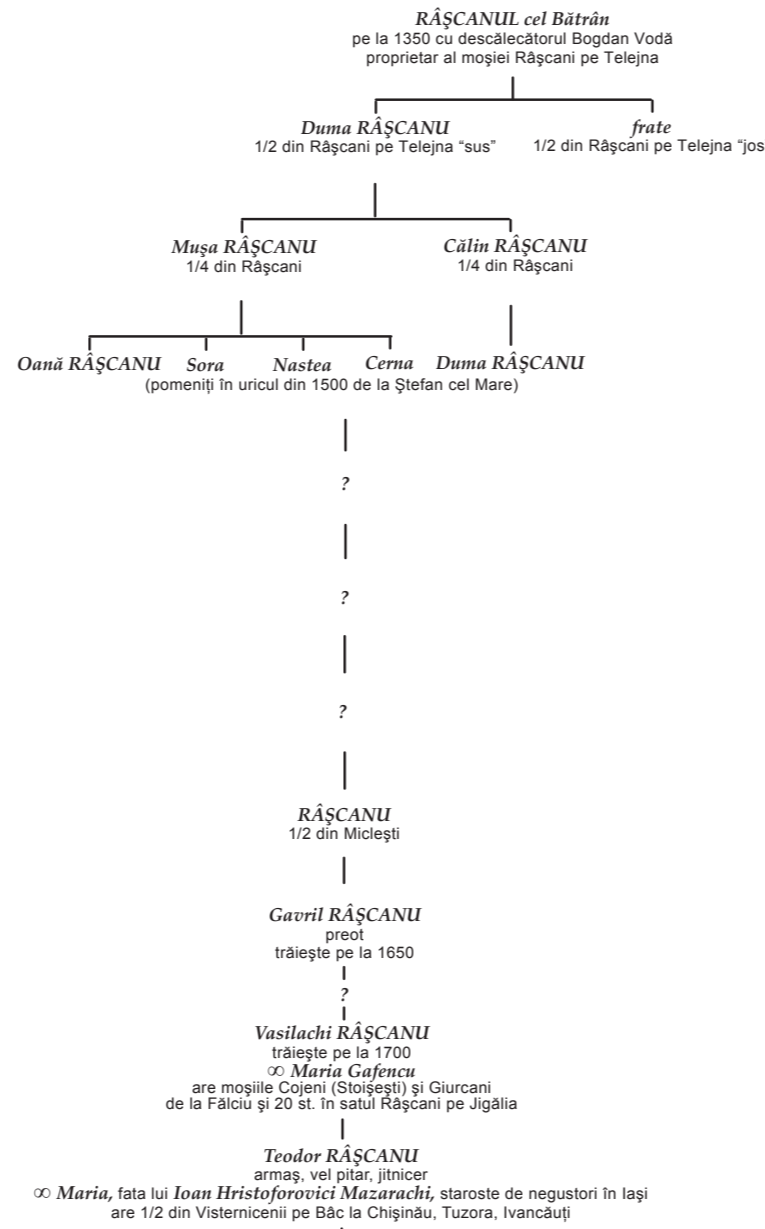 RÂŞCANUL cel Bătrân
pe la 1350 cu descălecătorul Bogdan Vodă
proprietar al moşiei Râşcani pe Telejna
Duma RÂŞCANU
1/2 din Râşcani pe Telejna “sus”
frate
1/2 din Râşcani pe Telejna “jos
Muşa RÂŞCANU
1/4 din Râşcani
Călin RÂŞCANU
1/4 din Râşcani
Oană RÂŞCANU Sora Nastea Cerna Duma RÂŞCANU
(pomeniţi în uricul din 1500 de la Ştefan cel Mare)
?
?
?
RÂŞCANU
1/2 din Micleşti
Gavril RÂŞCANU
preot
trăieşte pe la 1650
?
Vasilachi RÂŞCANU
trăieşte pe la 1700
∞ Maria Gafencu
are moşiile Cojeni (Stoişeşti) şi Giurcani
de la Fălciu şi 20 st. în satul Râşcani pe Jigălia
Teodor RÂŞCANU
armaş, vel pitar, jitnicer
∞ Maria, fata lui Ioan Hristoforovici Mazarachi, staroste de negustori în Iaşi
are 1/2 din Visternicenii pe Bâc la Chişinău, Tuzora, Ivancăuţi